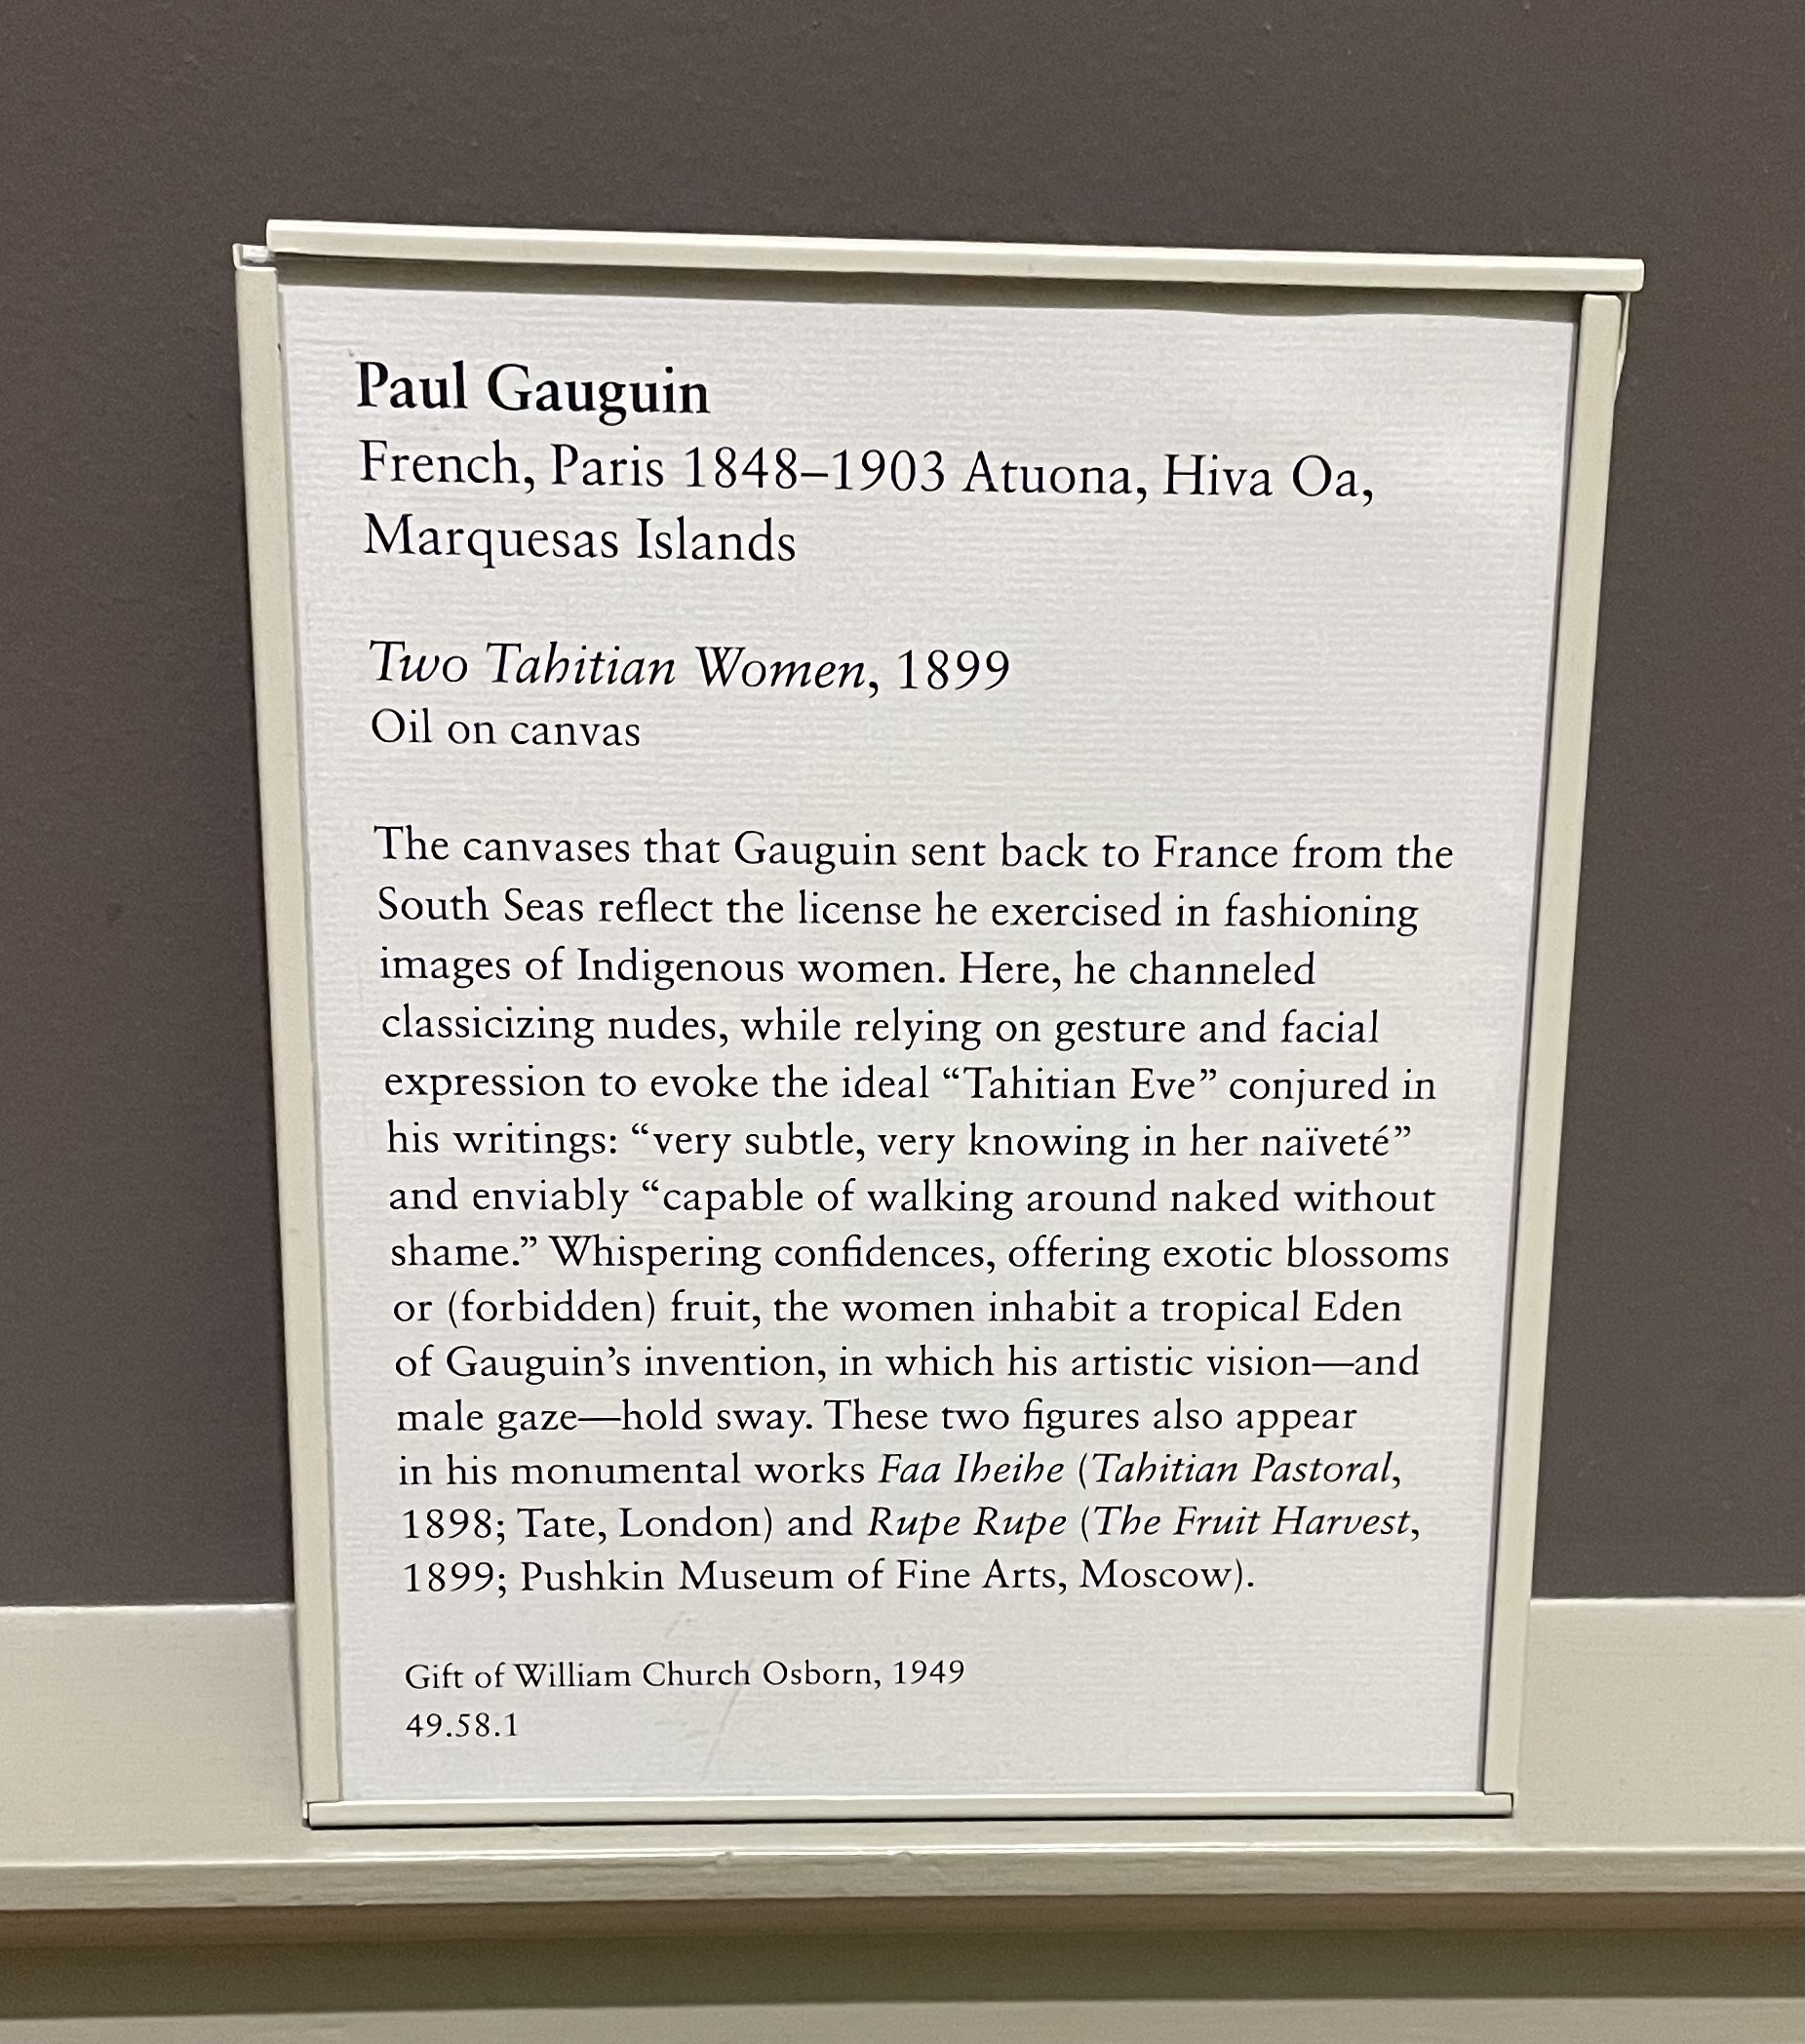 Paul Gauguin
French, Paris 1848–1903 Atuona, Hiva Oa,
Marquesas Islands
Two Tahitian Women, 1899
Oil on canvas
The canvases that Gauguin sent back to France from the
South Seas reflect the license he exercised in fashioning
images of Indigenous women. Here, he channeled
classicizing nudes, while relying on gesture and facial
expression to evoke the ideal “Tahitian Eve” conjured in
his writings: “very subtle, very knowing in her naïveté”
and enviably “capable of walking around naked without
shame.” Whispering confidences, offering exotic blossoms
or (forbidden) fruit, the women inhabit a tropical Eden
of Gauguin’s invention, in which his artistic vision—and
male gaze—hold sway. These two figures also appear
in his monumental works Faa Iheihe (Tahitian Pastoral,
1898; Tate, London) and Rupe Rupe (The Fruit Harvest,
1899; Pushkin Museum of Fine Arts, Moscow).
Gift of William Church Osborn, 1949
49.58.1